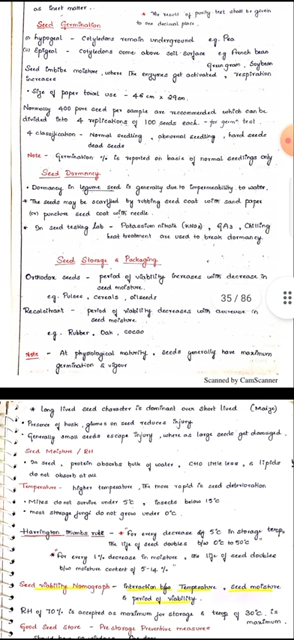 as inert matter..
* The result of purity test shall be given to one decimal place.
Seed Germination
(i) hypogeal - Cotyledons remain underground e.g. Pea
(ii) Epigeal - Cotyledons come above soil surface e.g. french bean
Green gram, Soybean
Seed imbibe moisture, where the enzymes get activated, respiration
increases
• Size of paper towel use - 46 cm x 29 cm.
Normally 400 pure seed per sample are recommended which can be
divided into 4 replications of 100 seeds each. - for germn test.
4 classification - Normal seedling, abnormal seedling, hard seeds
dead seeds
Note - Germination % is reported on basis of normal seedlings only
Seed Dormancy
• Dormancy in legume seed is generally due to impermeability to water.
* The seeds may be scarified by rubbing seed coat with sand paper
(or) puncture seed coat with needle.
* In seed testing Lab - Potassium nitrate (KNO3), GA3, Chilling
heat treatment are used to break dormancy.
Seed Storage & Packaging
Orthodox seeds - period of viability increases with decrease in
seed moisture.
e.g. Pulses, cereals, oilseeds
35 / 86
Recalcitrant - period of viability decreases with decrease in
seed moisture.
e.g. Rubber, Oak, cocao
Note - At physiological maturity, seeds generally have maximum
germination & vigour
Scanned by CamScanner
* long lived seed character is dominant over short lived (Maize)
• Presence of husk, glumes on seed reduces injury.
• Generally small seeds escape injury, where as large seeds get damaged.
Seed Moisture / RH
• In seed, protein absorbs bulk of water, CHO little less, & lipids
do not absorb at all
Temperature - higher temperature, the more rapid is seed deterioration
• Mites do not survive under 5°C, insects below 15°C
• most storage fungi do not grow under 0°C.
Harrington thumbs rule - * For every decrease of 5°C in storage temp,
the life of seed doubles b/w 0°C to 50°C
* For every 1% decrease in moisture, the life of seed doubles
b/w moisture content of 5-14%
Seed viability Nomograph - Interaction b/w Temperature, seed moisture
& period of viability.
RH of 70% is accepted as maximum for storage & temp of 30°C is
maximum.
Good Seed Store - Pre storage Preventive measures